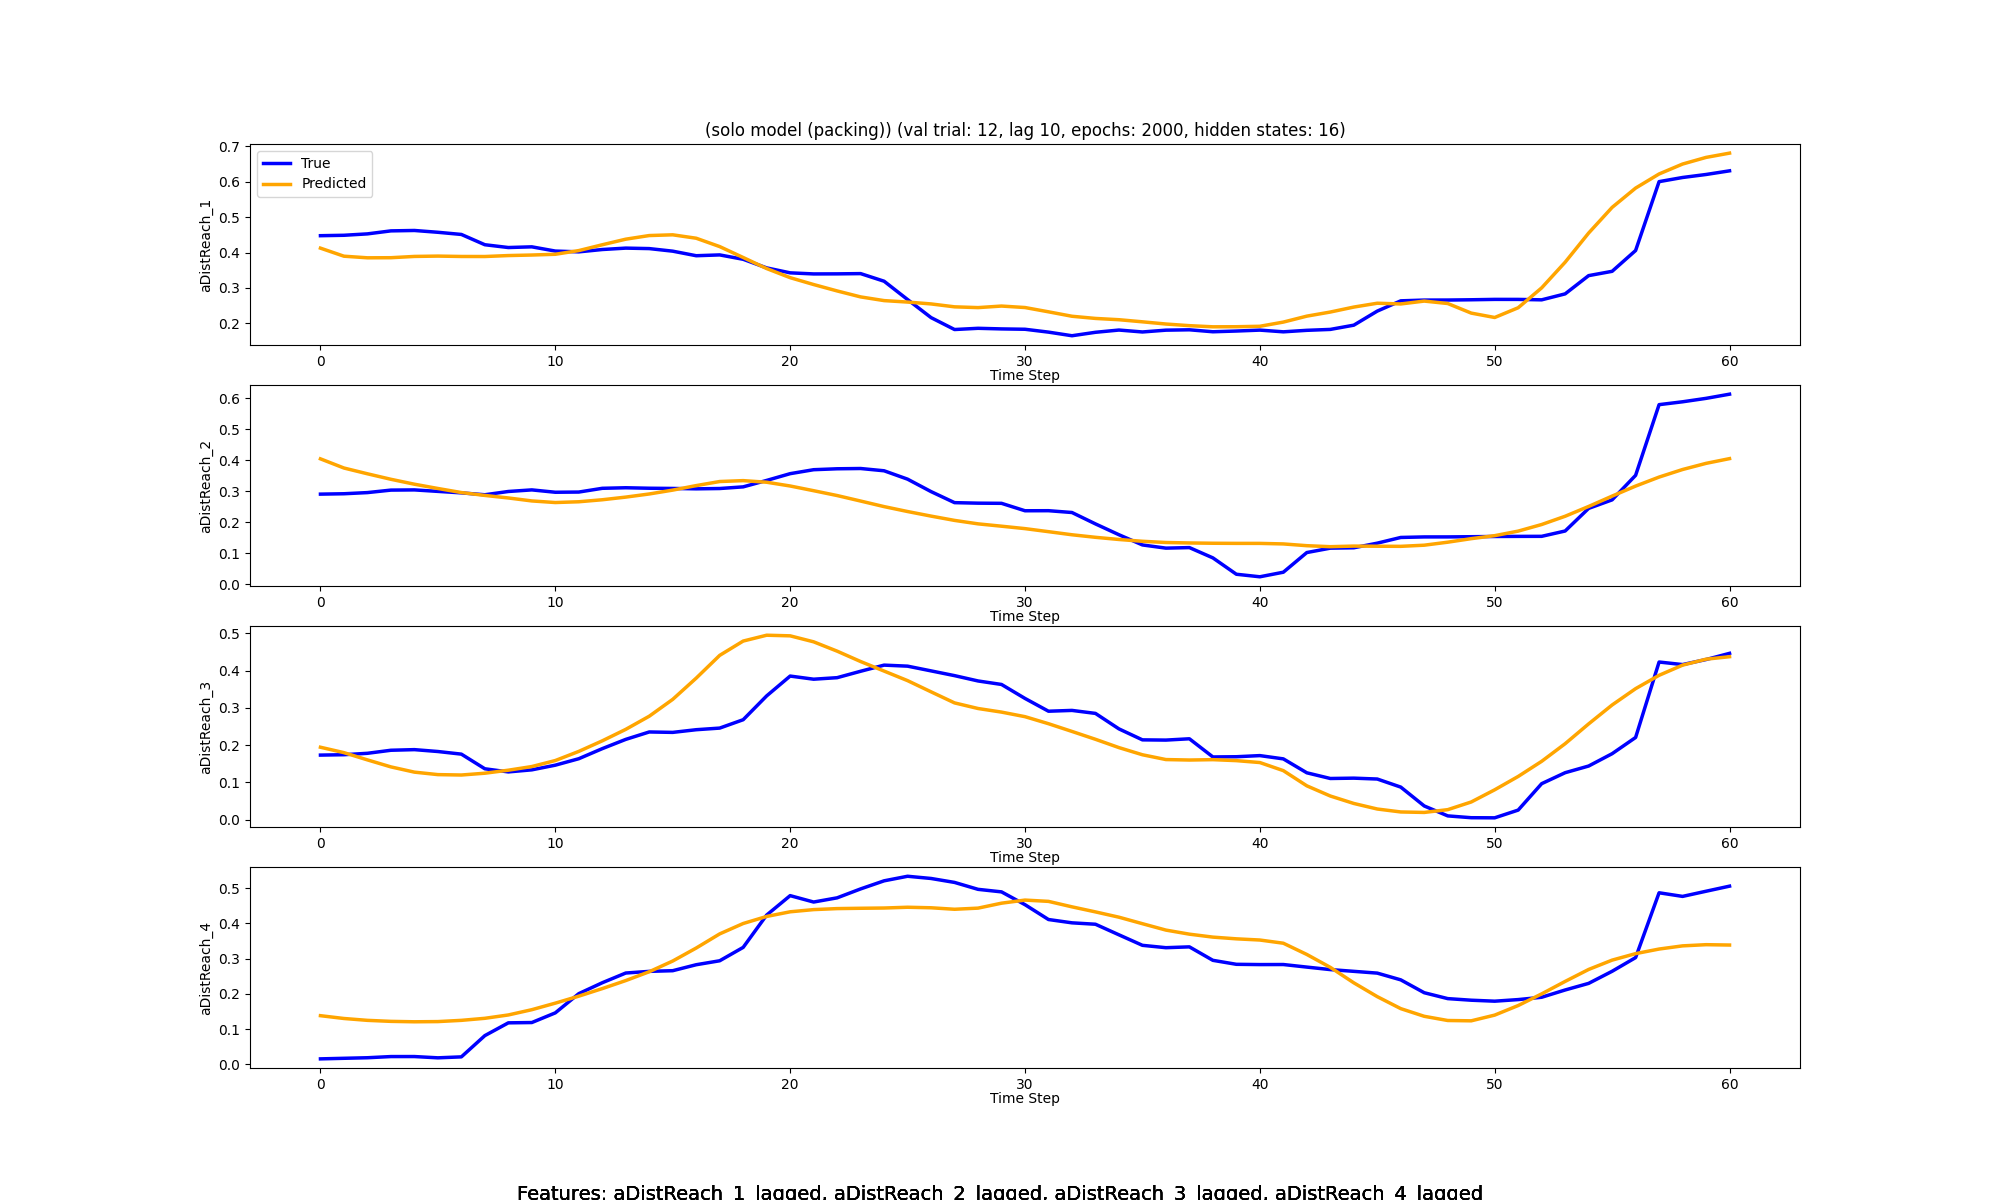 (solo model (packing)) (val trial: 12, lag 10, epochs: 2000, hidden states: 16)
True
Predicted
aDistReach_1
0.7
0.6
0.5
0.4
0.3
0.2
0 10 20 30 40 50 60
Time Step
aDistReach_2
0.6
0.5
0.4
0.3
0.2
0.1
0.0
0 10 20 30 40 50 60
Time Step
aDistReach_3
0.5
0.4
0.3
0.2
0.1
0.0
0 10 20 30 40 50 60
Time Step
aDistReach_4
0.5
0.4
0.3
0.2
0.1
0.0
0 10 20 30 40 50 60
Time Step
Features: aDistReach_1_lagged, aDistReach_2_lagged, aDistReach_3_lagged, aDistReach_4_lagged